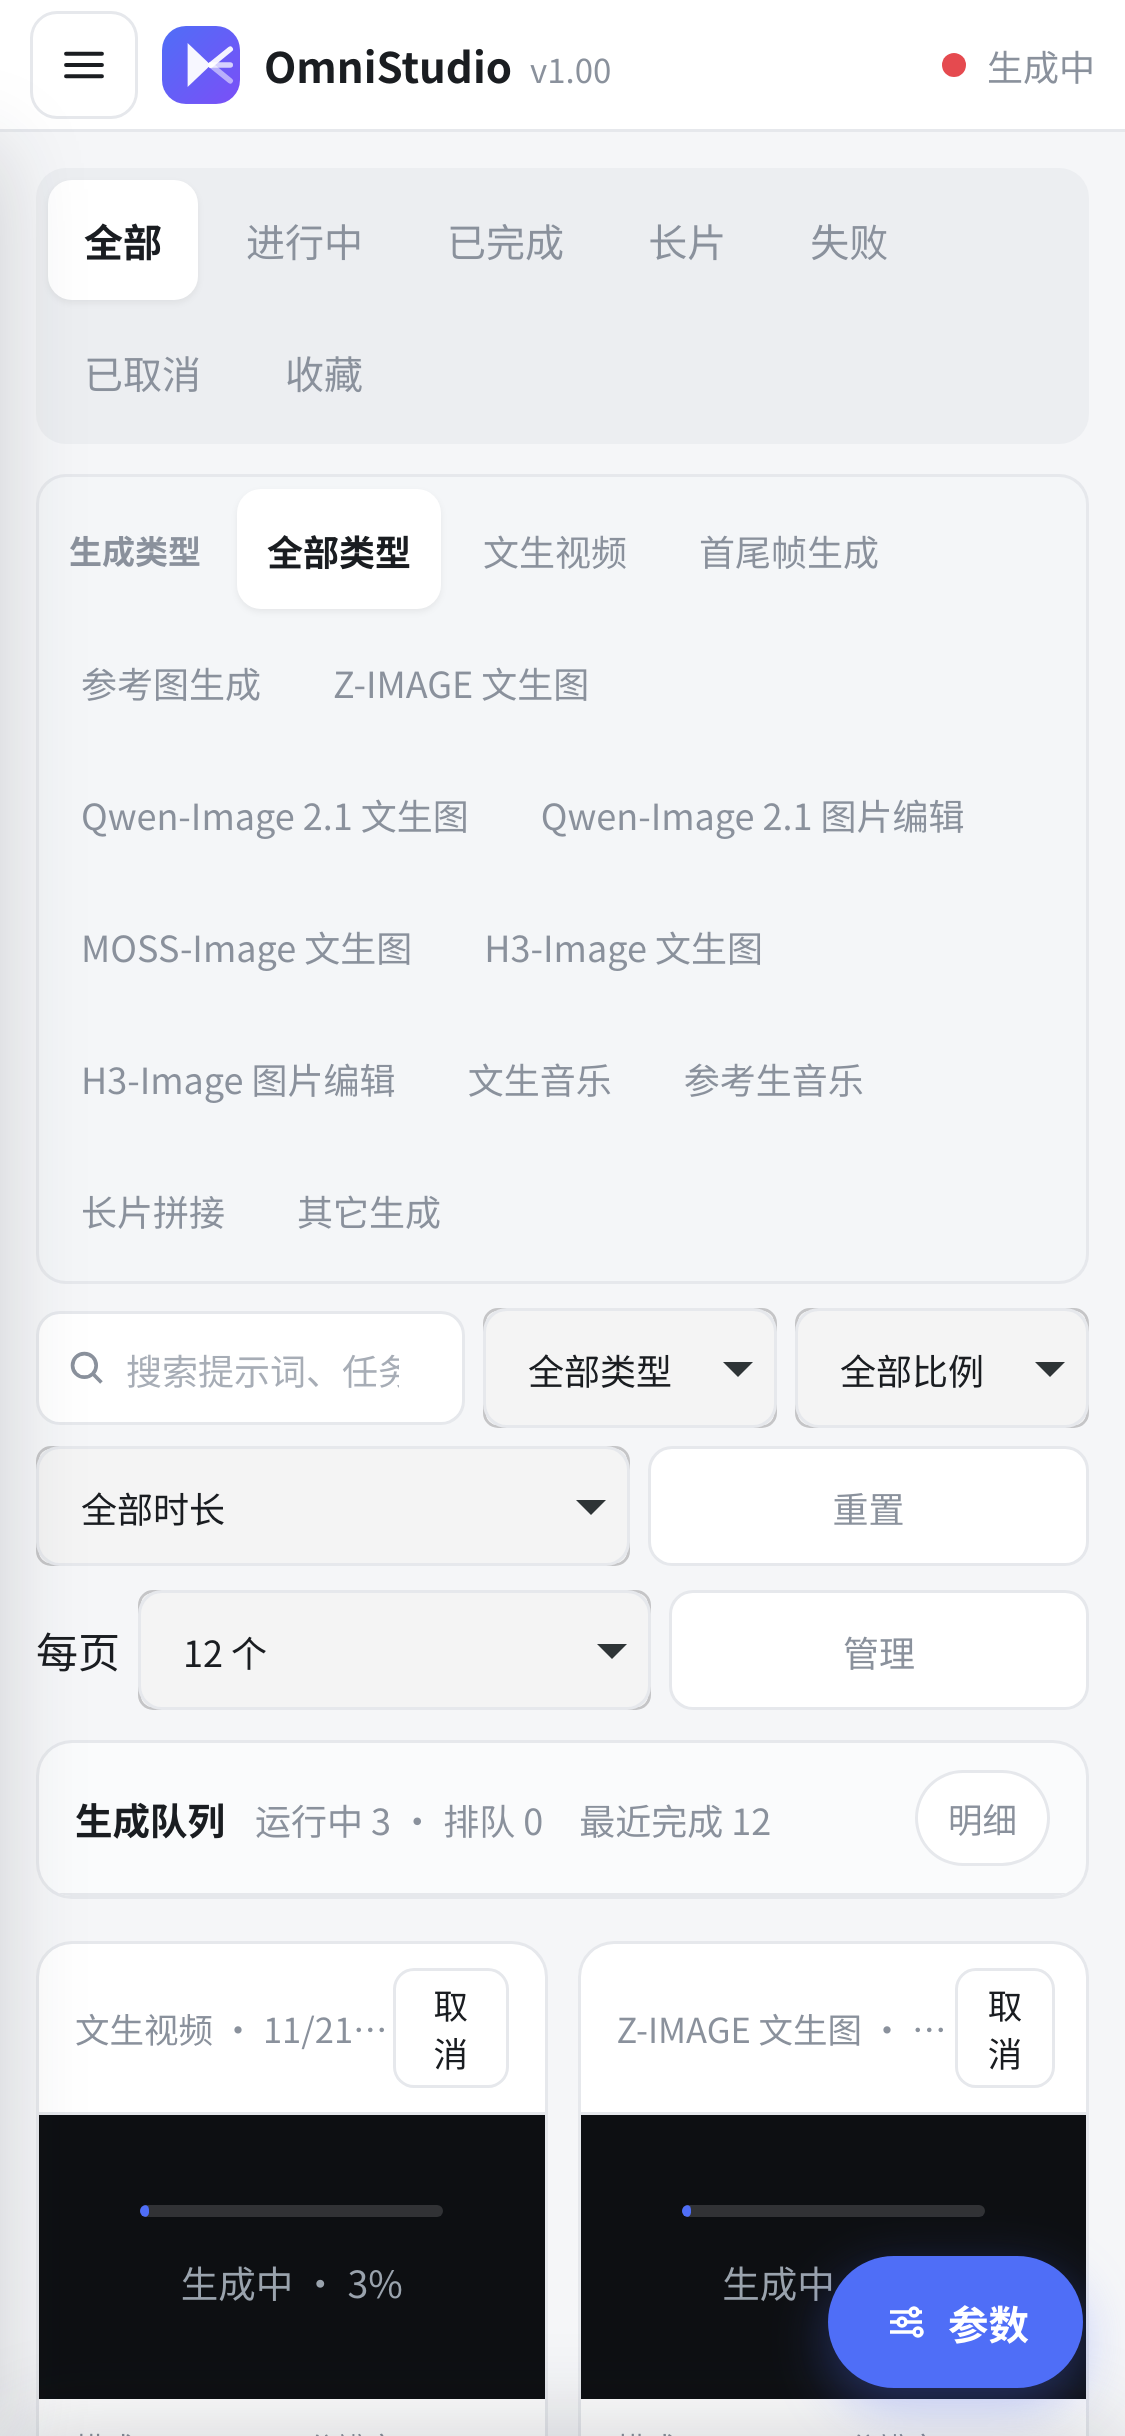 OmniStudio v1.00 生成中
全部 进行中 已完成 长片 失败
已取消 收藏
生成类型 全部类型 文生视频 首尾帧生成
参考图生成 Z-IMAGE 文生图
Qwen-Image 2.1 文生图 Qwen-Image 2.1 图片编辑
MOSS-Image 文生图 H3-Image 文生图
H3-Image 图片编辑 文生音乐 参考生音乐
长片拼接 其它生成
搜索提示词、任 全部类型 全部比例
全部时长 重置
每页 12 个 管理
生成队列 运行中 3 · 排队 0 最近完成 12 明细
文生视频 · 11/21… 取消 Z-IMAGE 文生图 · … 取消
生成中 · 3% 生成中
参数